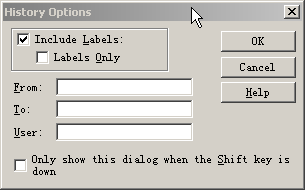 History Options
Include Labels:
Labels Only
OK
Cancel
Help
From:
To:
User:
Only show this dialog when the Shift key is
down